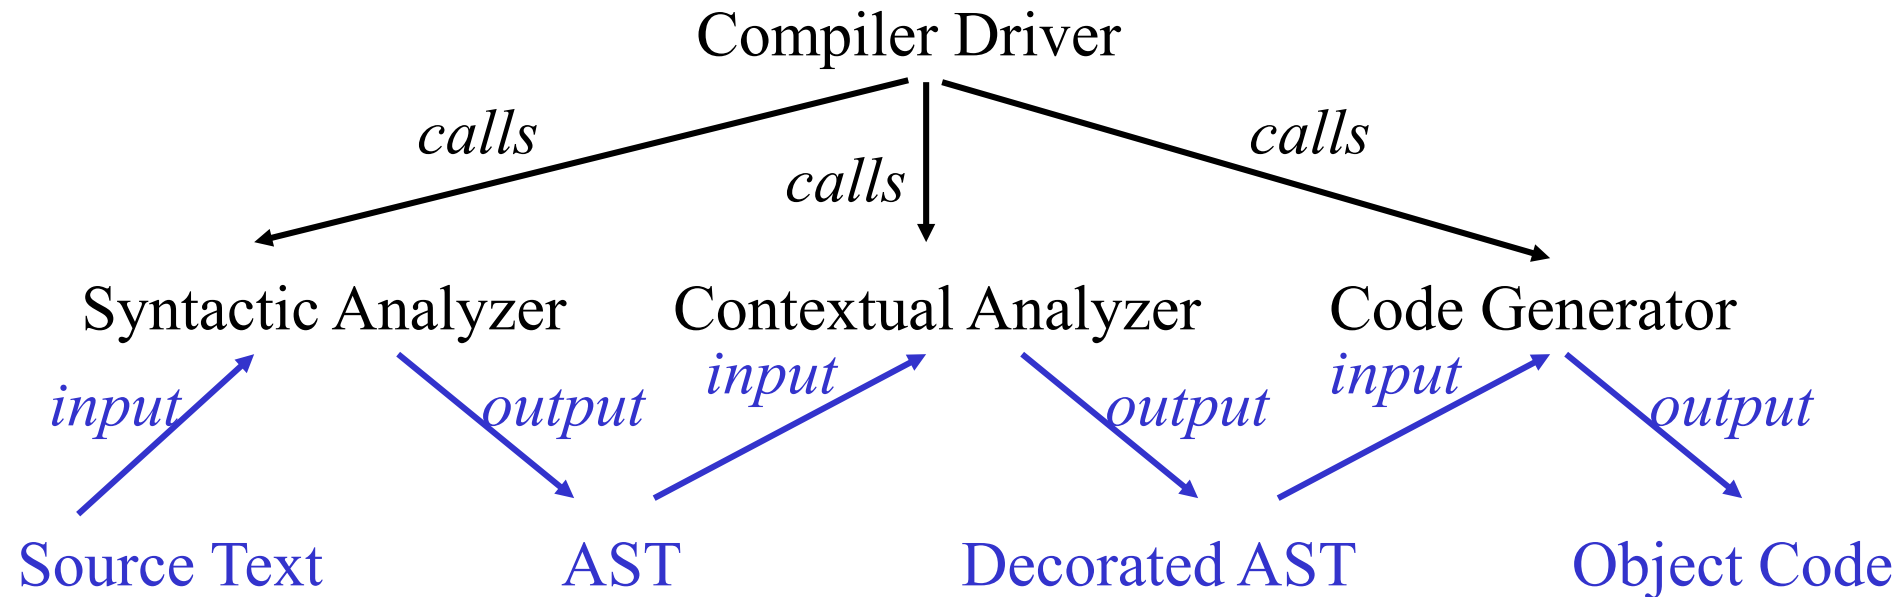 Compiler Driver
calls
calls
calls
Syntactic Analyzer
Contextual Analyzer
Code Generator
input
output
input
output
input
output
Source Text
AST
Decorated AST
Object Code